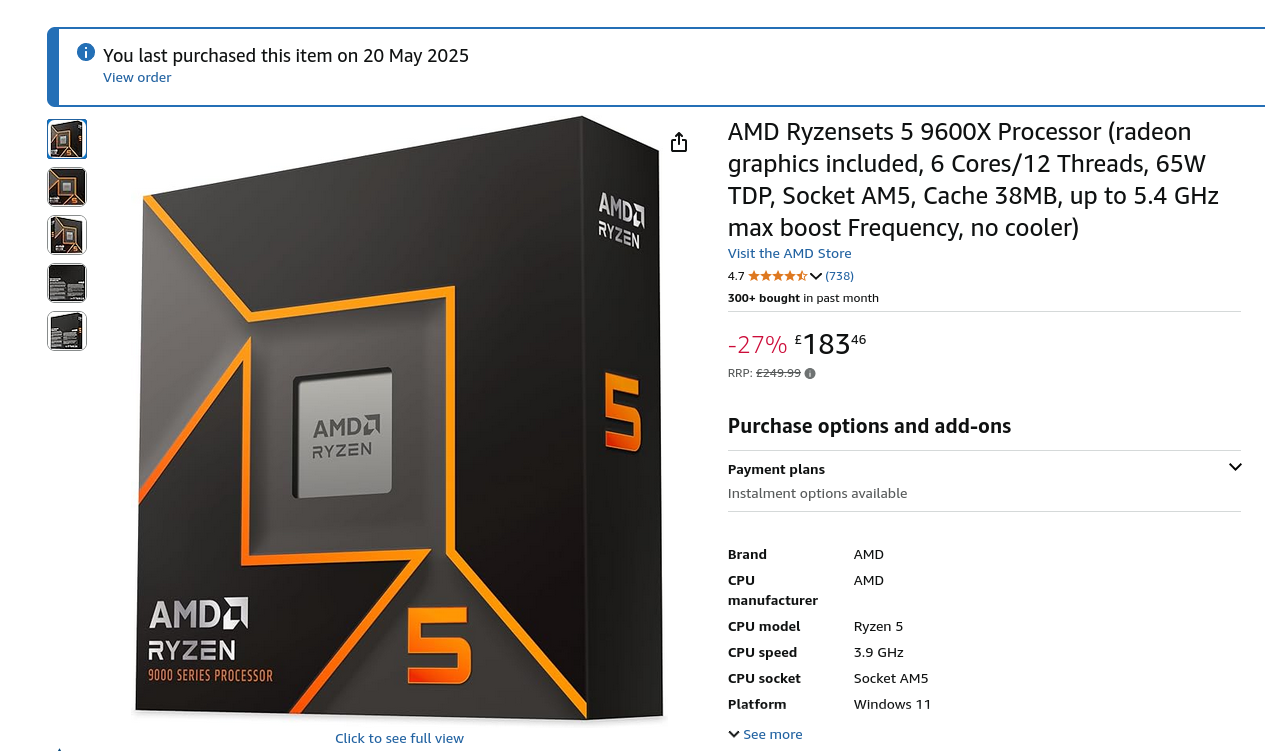 You last purchased this item on 20 May 2025
View order
AMD
RYZEN
5
AMD
RYZEN
AMD
RYZEN
9000 SERIES PROCESSOR
5
Click to see full view
AMD Ryzensets 5 9600X Processor (radeon
graphics included, 6 Cores/12 Threads, 65W
TDP, Socket AM5, Cache 38MB, up to 5.4 GHz
max boost Frequency, no cooler)
Visit the AMD Store
4.7 (738)
300+ bought in past month
-27% £18346
RRP: £249.99
Purchase options and add-ons
Payment plans
Instalment options available
Brand AMD
CPU AMD
manufacturer
CPU model Ryzen 5
CPU speed 3.9 GHz
CPU socket Socket AM5
Platform Windows 11
See more